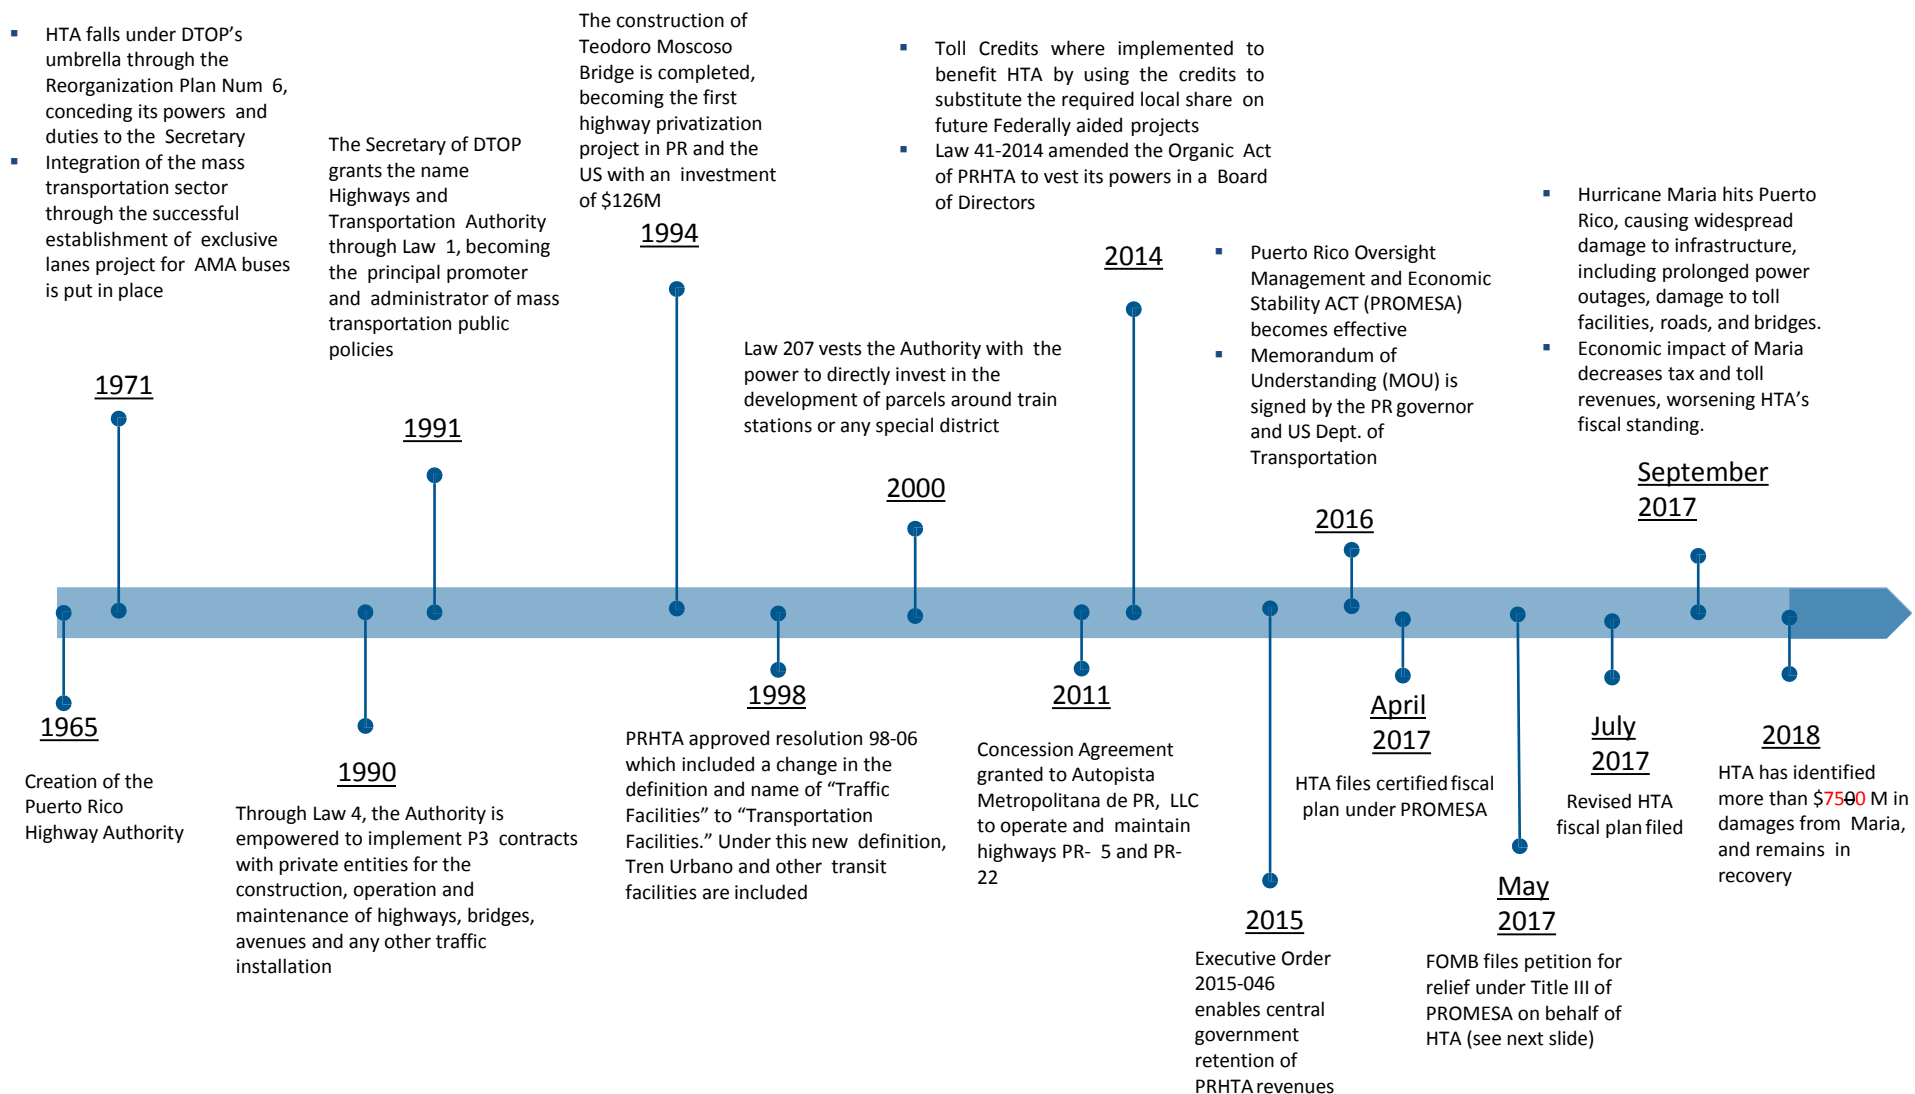 ▪ HTA falls under DTOP’s
umbrella through the
Reorganization Plan Num 6,
conceding its powers and
duties to the Secretary
▪ Integration of the mass
transportation sector
through the successful
establishment of exclusive
lanes project for AMA buses
is put in place
1971
The Secretary of DTOP
grants the name
Highways and
Transportation Authority
through Law 1, becoming
the principal promoter
and administrator of mass
transportation public
policies
1991
The construction of
Teodoro Moscoso
Bridge is completed,
becoming the first
highway privatization
project in PR and the
US with an investment
of $126M
1994
Law 207 vests the Authority with the
power to directly invest in the
development of parcels around train
stations or any special district
2000
▪ Toll Credits where implemented to
benefit HTA by using the credits to
substitute the required local share on
future Federally aided projects
▪ Law 41-2014 amended the Organic Act
of PRHTA to vest its powers in a Board
of Directors
2014
▪ Puerto Rico Oversight
Management and Economic
Stability ACT (PROMESA)
becomes effective
▪ Memorandum of
Understanding (MOU) is
signed by the PR governor
and US Dept. of
Transportation
2016
▪ Hurricane Maria hits Puerto
Rico, causing widespread
damage to infrastructure,
including prolonged power
outages, damage to toll
facilities, roads, and bridges.
▪ Economic impact of Maria
decreases tax and toll
revenues, worsening HTA’s
fiscal standing.
September
2017
1965
Creation of the
Puerto Rico
Highway Authority
1990
Through Law 4, the Authority is
empowered to implement P3 contracts
with private entities for the
construction, operation and
maintenance of highways, bridges,
avenues and any other traffic
installation
1998
PRHTA approved resolution 98-06
which included a change in the
definition and name of “Traffic
Facilities” to “Transportation
Facilities.” Under this new definition,
Tren Urbano and other transit
facilities are included
2011
Concession Agreement
granted to Autopista
Metropolitana de PR, LLC
to operate and maintain
highways PR- 5 and PR-
22
2015
Executive Order
2015-046
enables central
government
retention of
PRHTA revenues
April
2017
HTA files certified fiscal
plan under PROMESA
May
2017
FOMB files petition for
relief under Title III of
PROMESA on behalf of
HTA (see next slide)
July
2017
Revised HTA
fiscal plan filed
2018
HTA has identified
more than $7500 M in
damages from Maria,
and remains in
recovery